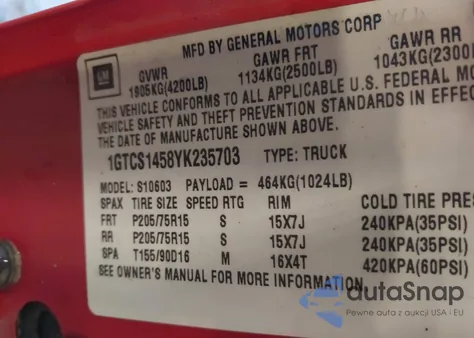 MFD BY GENERAL MOTORS CORP
GM
GVWR GAWR FRT GAWR RR
1905KG(4200LB) 1134KG(2500LB) 1043KG(2300
THIS VEHICLE CONFORMS TO ALL APPLICABLE U.S. FEDERAL MO
VEHICLE SAFETY AND THEFT PREVENTION STANDARDS IN EFFEC
THE DATE OF MANUFACTURE SHOWN ABOVE.
1GTCS1458YK235703 TYPE: TRUCK
MODEL: S10603 PAYLOAD = 464KG(1024LB)
SPAX TIRE SIZE SPEED RTG RIM COLD TIRE PRES
FRT P205/75R15 S 15X7J 240KPA(35PSI)
RR P205/75R15 S 15X7J 240KPA(35PSI)
SPA T155/90D16 M 16X4T 420KPA(60PSI)
SEE OWNER'S MANUAL FOR MORE INFORMATION.
autoSnap
Pewne auta z aukcji USA - EU